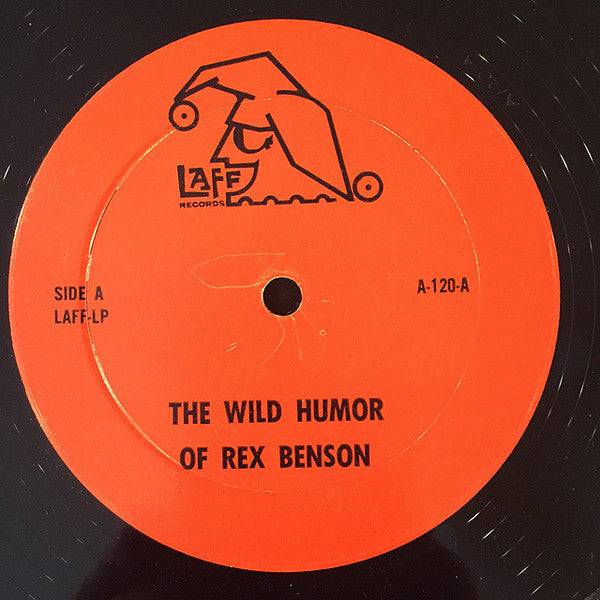 LAFF
RECORDS
SIDE A
LAFF-LP
A-120-A
THE WILD HUMOR
OF REX BENSON